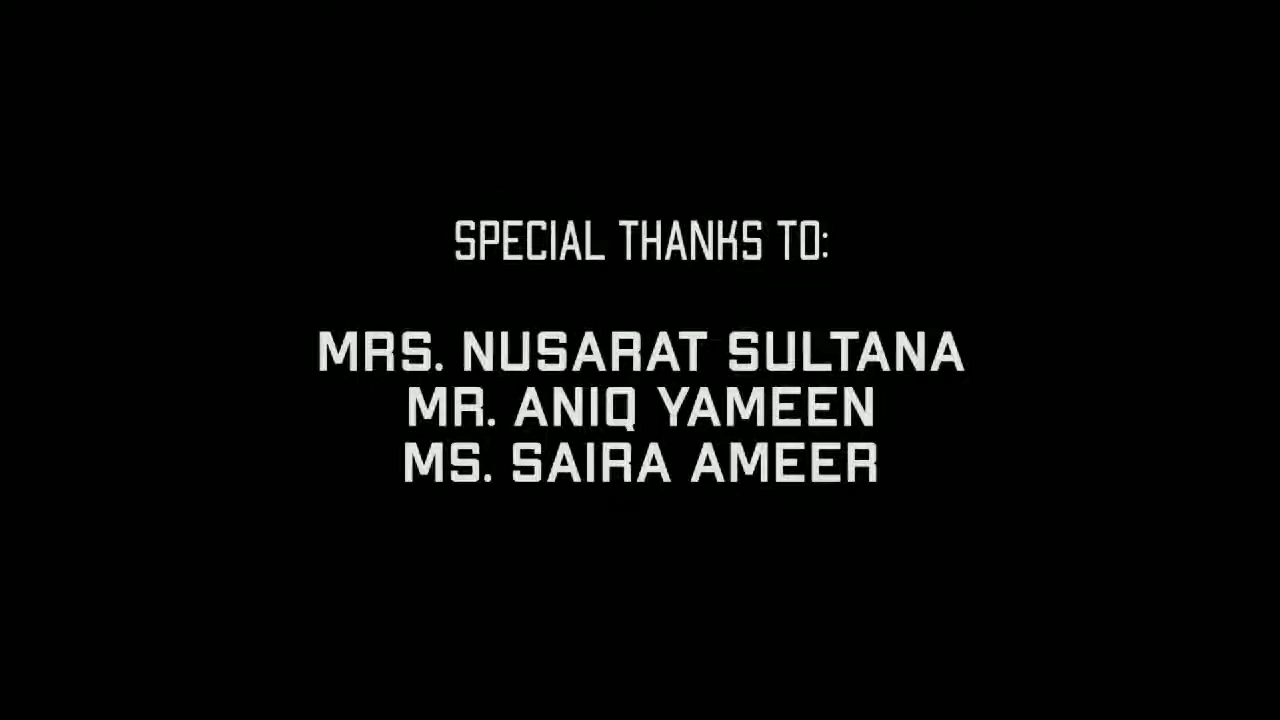 SPECIAL THANKS TO:
MRS. NUSARAT SULTANA
MR. ANIQ YAMEEN
MS. SAIRA AMEER